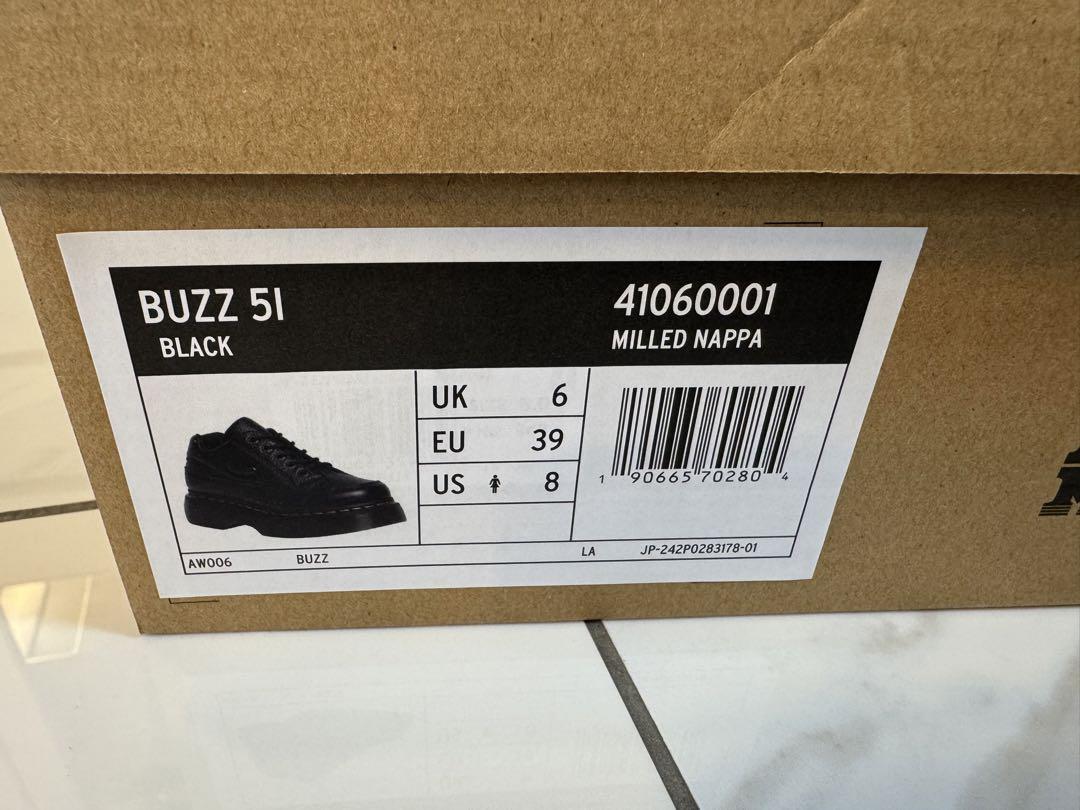 BUZZ 5I 41060001
BLACK MILLED NAPPA
UK 6
EU 39
US 8
1 90665 70280 4
AW006 BUZZ LA JP-242P0283178-01